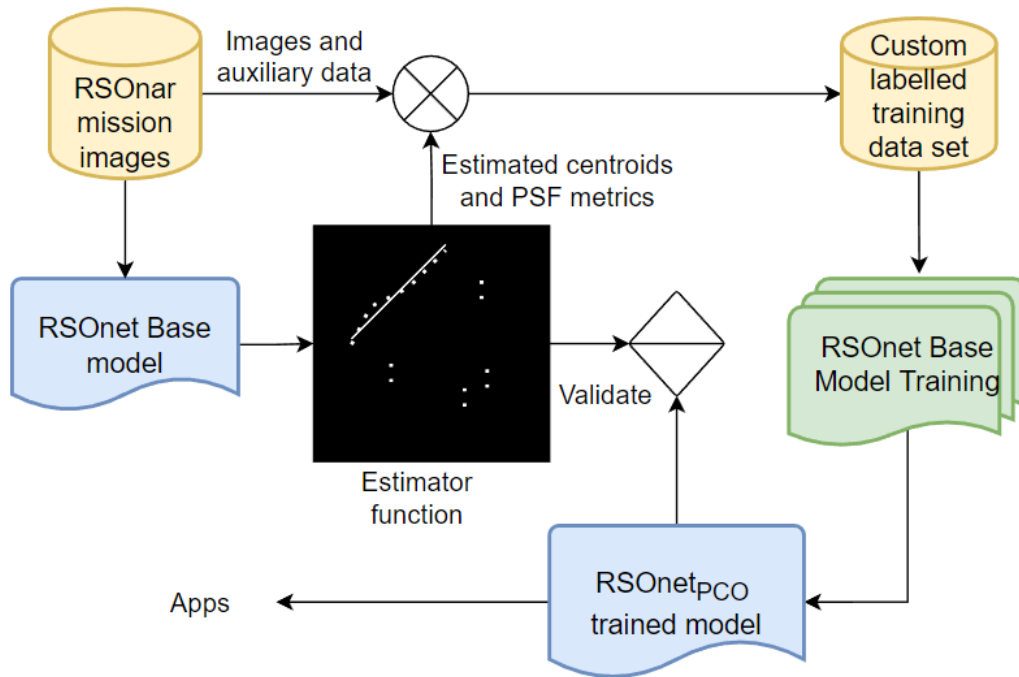 RSOnar
mission
images
Images and
auxiliary data
Custom
labelled
training
data set
Estimated centroids
and PSF metrics
RSOnet Base
model
Validate
RSOnet Base
Model Training
Estimator
function
RSOnetPCO
trained model
Apps